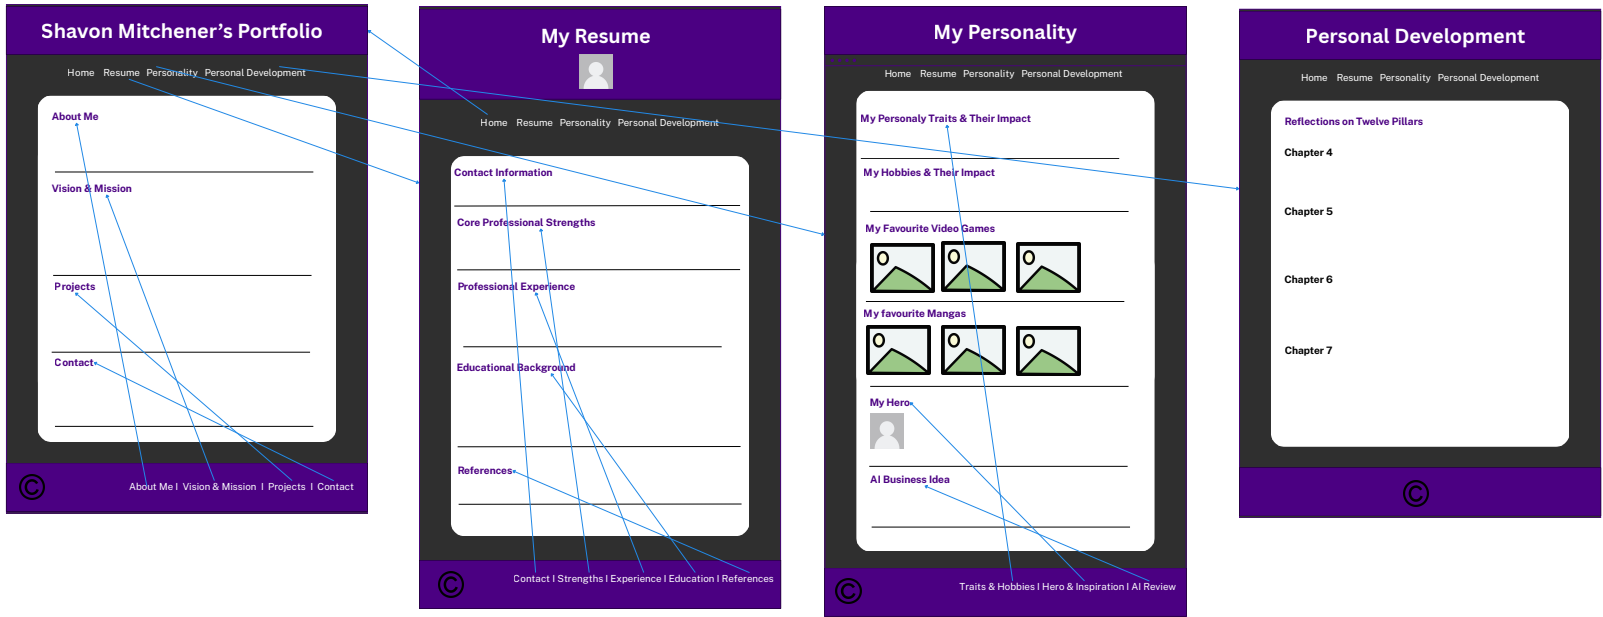 Shavon Mitchener's Portfolio
Home Resume Personality Personal Development
About Me
Vision & Mission
Projects
Contact
© About Me I Vision & Mission I Projects I Contact
My Resume
Home Resume Personality Personal Development
Contact Information
Core Professional Strengths
Professional Experience
Educational Background
References
© Contact I Strengths I Experience I Education I References
My Personality
Home Resume Personality Personal Development
My Personaly Traits & Their Impact
My Hobbies & Their Impact
My Favourite Video Games
My favourite Mangas
My Hero
AI Business Idea
© Traits & Hobbies I Hero & Inspiration I AI Review
Personal Development
Home Resume Personality Personal Development
Reflections on Twelve Pillars
Chapter 4
Chapter 5
Chapter 6
Chapter 7
©